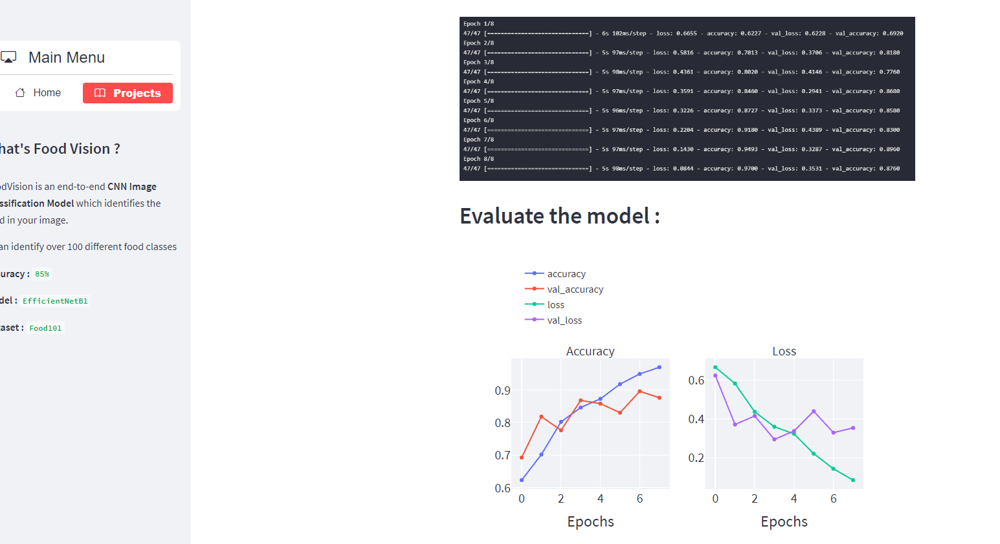 Main Menu
Home
Projects
hat's Food Vision ?
odVision is an end-to-end CNN Image
ssification Model which identifies the
d in your image.
an identify over 100 different food classes
uracy : 85%
del : EfficientNetB1
taset : Food101
Epoch 1/8
47/47 [==============================] - 6s 102ms/step - loss: 0.6655 - accuracy: 0.6227 - val_loss: 0.6228 - val_accuracy: 0.6920
Epoch 2/8
47/47 [==============================] - 5s 97ms/step - loss: 0.5816 - accuracy: 0.7013 - val_loss: 0.3706 - val_accuracy: 0.8180
Epoch 3/8
47/47 [==============================] - 5s 98ms/step - loss: 0.4361 - accuracy: 0.8020 - val_loss: 0.4146 - val_accuracy: 0.7760
Epoch 4/8
47/47 [==============================] - 5s 97ms/step - loss: 0.3591 - accuracy: 0.8460 - val_loss: 0.2941 - val_accuracy: 0.8680
Epoch 5/8
47/47 [==============================] - 5s 96ms/step - loss: 0.3226 - accuracy: 0.8727 - val_loss: 0.3373 - val_accuracy: 0.8580
Epoch 6/8
47/47 [==============================] - 5s 97ms/step - loss: 0.2204 - accuracy: 0.9180 - val_loss: 0.4389 - val_accuracy: 0.8300
Epoch 7/8
47/47 [==============================] - 5s 97ms/step - loss: 0.1430 - accuracy: 0.9493 - val_loss: 0.3287 - val_accuracy: 0.8960
Epoch 8/8
47/47 [==============================] - 5s 98ms/step - loss: 0.0844 - accuracy: 0.9700 - val_loss: 0.3531 - val_accuracy: 0.8760
Evaluate the model :
accuracy
val_accuracy
loss
val_loss
Accuracy
0.9
0.8
0.7
0.6
0 2 4 6
Epochs
Loss
0.6
0.4
0.2
0 2 4 6
Epochs